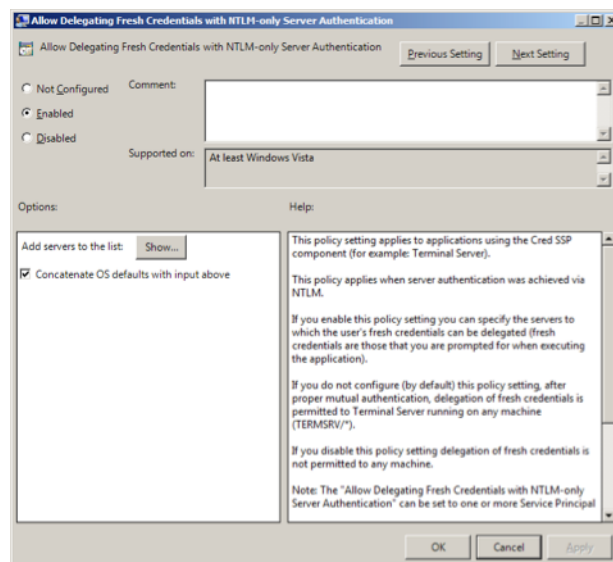 Allow Delegating Fresh Credentials with NTLM-only Server Authentication
Allow Delegating Fresh Credentials with NTLM-only Server Authentication
Previous Setting
Next Setting
Not Configured
Comment:
Enabled
Disabled
Supported on:
At least Windows Vista
Options:
Help:
Add servers to the list:
Show...
Concatenate OS defaults with input above
This policy setting applies to applications using the Cred SSP
component (for example: Terminal Server).
This policy applies when server authentication was achieved via
NTLM.
If you enable this policy setting you can specify the servers to
which the user's fresh credentials can be delegated (fresh
credentials are those that you are prompted for when executing
the application).
If you do not configure (by default) this policy setting, after
proper mutual authentication, delegation of fresh credentials is
permitted to Terminal Server running on any machine
(TERMSRV/*).
If you disable this policy setting delegation of fresh credentials is
not permitted to any machine.
Note: The "Allow Delegating Fresh Credentials with NTLM-only
Server Authentication" can be set to one or more Service Principal
OK
Cancel
Apply